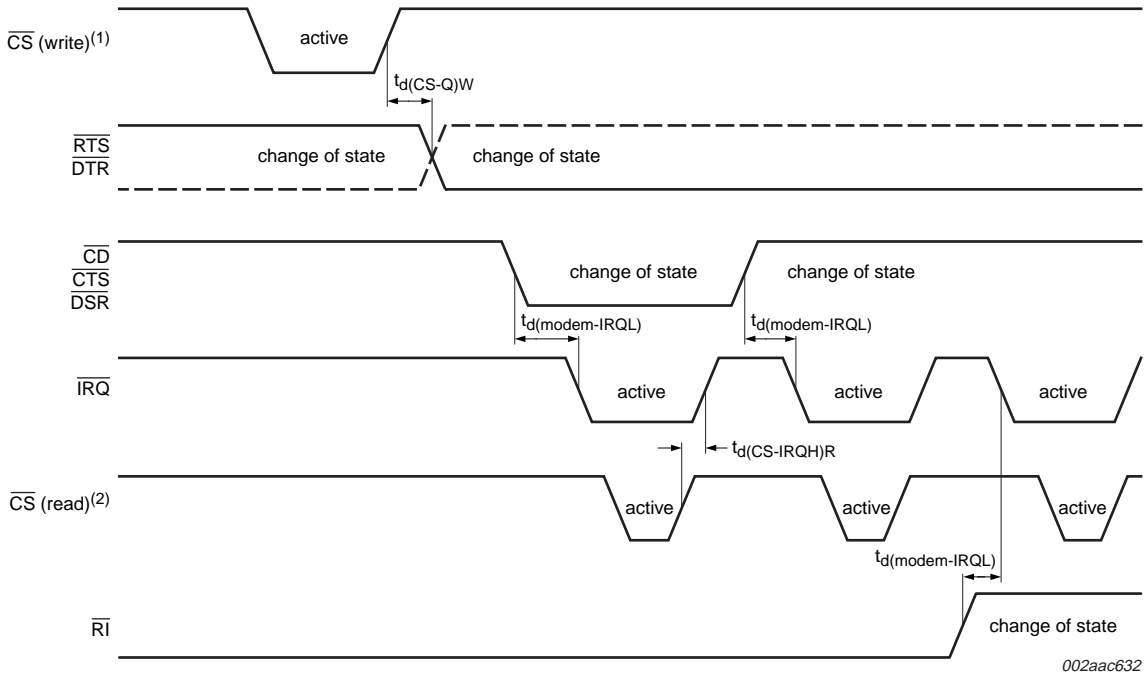 CS (write)(1)
active
td(CS-Q)W
RTS
DTR
change of state
change of state
CD
CTS
DSR
change of state
change of state
td(modem-IRQL)
td(modem-IRQL)
IRQ
active
active
active
td(CS-IRQH)R
CS (read)(2)
active
active
active
td(modem-IRQL)
RI
change of state
002aac632